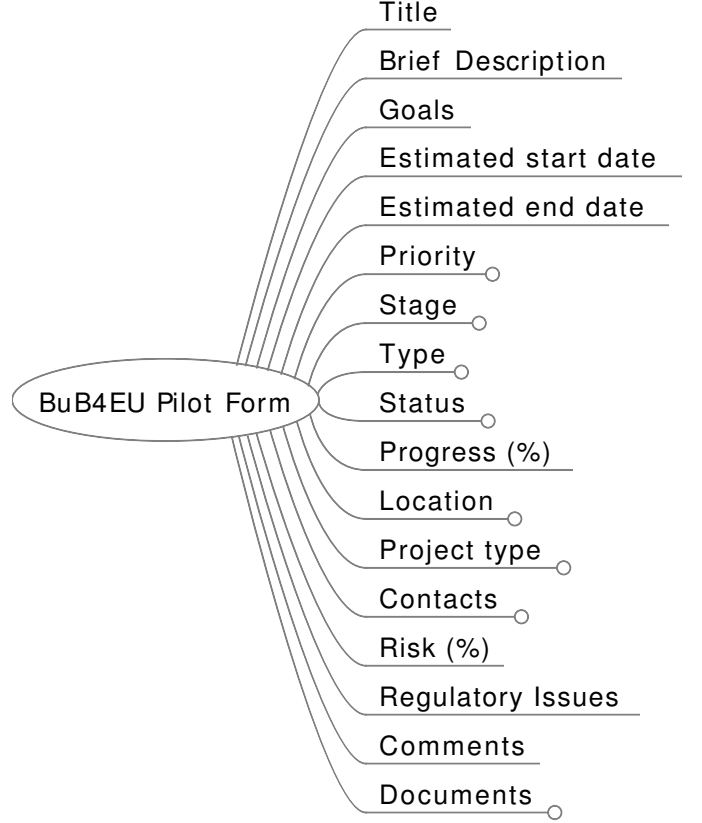 Title
Brief Description
Goals
Estimated start date
Estimated end date
Priority
Stage
Type
Status
BuB4EU Pilot Form
Progress (%)
Location
Project type
Contacts
Risk (%)
Regulatory Issues
Comments
Documents